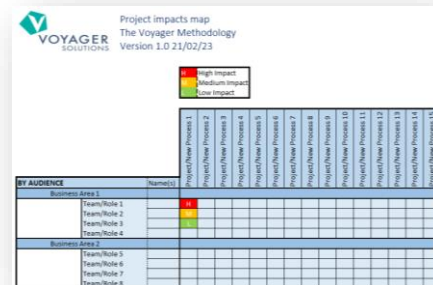 VOYAGER
SOLUTIONS
Project impacts map
The Voyager Methodology
Version 1.0 21/02/23
H High Impact
M Medium Impact
L Low Impact
Project/New Process 1
Project/New Process 2
Project/New Process 3
Project/New Process 4
Project/New Process 5
Project/New Process 6
Project/New Process 7
Project/New Process 8
Project/New Process 9
Project/New Process 10
Project/New Process 11
Project/New Process 12
Project/New Process 13
Project/New Process 14
BY AUDIENCE Name(s)
Business Area 1
Team/Role 1 H
Team/Role 2 M
Team/Role 3 L
Team/Role 4
Business Area 2
Team/Role 5
Team/Role 6
Team/Role 7
Team/Role 8